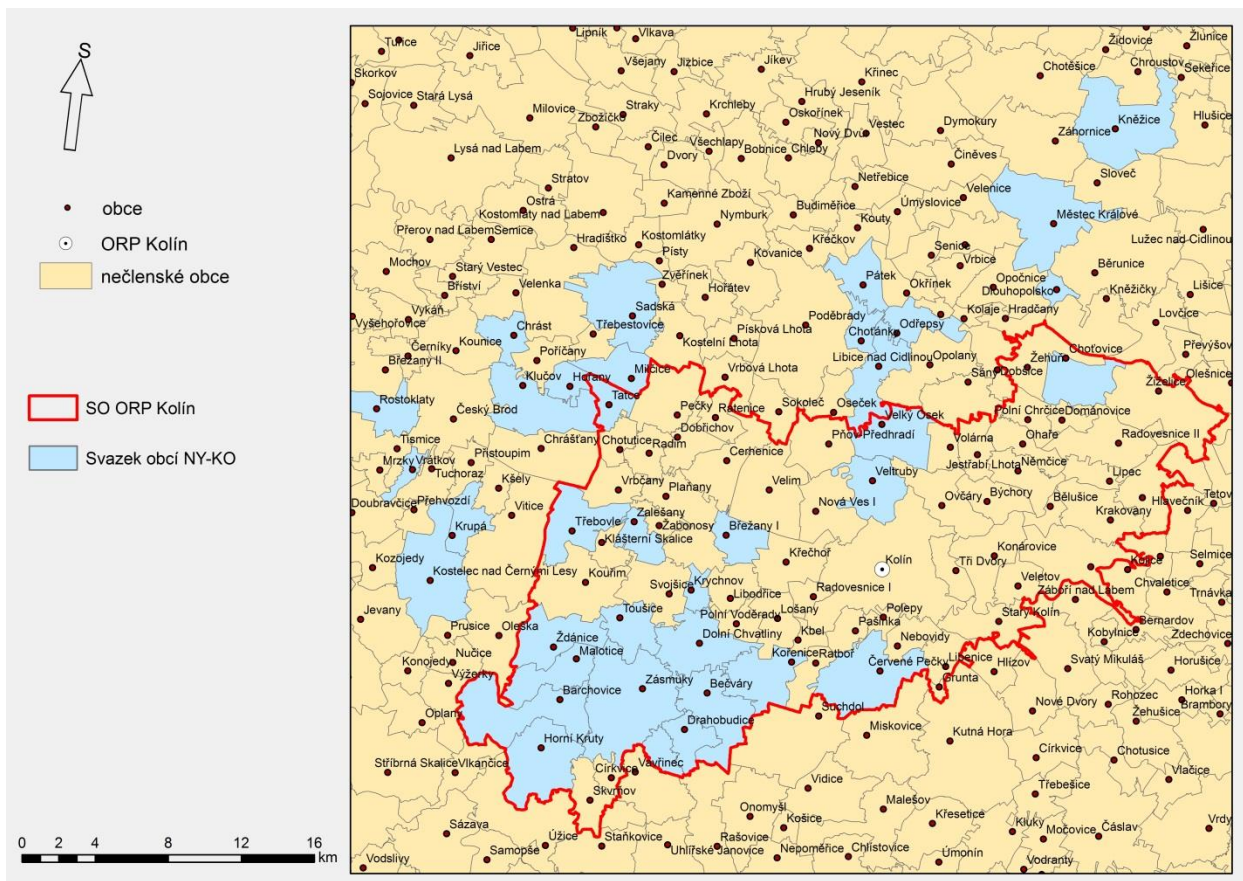 S
obce
ORP Kolín
nečlenské obce
SO ORP Kolín
Svazek obcí NY-KO
0 2 4 8 12 16
km
Lipník
Vlkava
Žlunice
Tuřice
Jiřice
Židovice
Všejany
Jizbice
Jíkev
Křinec
Chotěšice
Chroustov
Sekeřice
Skorkov
Sojovice
Stará Lysá
Milovice
Straky
Zbožíčko
Krchleby
Hrubý Jeseník
Oskořínek
Kněžice
Hlušice
Čilec
Všechlapy
Nový Dvůr
Vestec
Dymokury
Záhornice
Lysá nad Labem
Dvory
Bobnice
Chleby
Činěves
Sloveč
Stratov
Netřebice
Velenice
Ostrá
Kamenné Zboží
Úmyslovice
Kostomlaty nad Labem
Nymburk
Budiměřice
Kouty
Městec Králové
Přerov nad Labem
Semice
Hradištko
Kostomlátky
Křečkov
Senice
Lužec nad Cidlinou
Mochov
Starý Vestec
Písty
Kovanice
Vrbice
Běrunice
Bříství
Velenka
Zvěřínek
Hořátev
Pátek
Okřínek
Opočnice
Dlouhopolsko
Kněžičky
Lišice
Vykáň
Sadská
Vyšehořovice
Chrást
Třebestovice
Poděbrady
Kolaje
Hradčany
Lovčice
Kounice
Kostelní Lhota
Písková Lhota
Chotánky
Odřepsy
Černíky
Břežany II
Poříčany
Libice nad Cidlinou
Opolany
Žehuň
Choťovice
Převýšov
Klučov
Hořany
Milčice
Vrbová Lhota
Sány
Dobšice
Žiželice
Olešnice
Rostoklaty
Tatce
Český Brod
Pečky
Ratenice
Sokoleč
Oseček
Velký Osek
Polní Chrčice
Dománovice
Dobřichov
Tismice
Chrášťany
Chotutice
Radim
Pňov-Předhradí
Volárna
Ohaře
Radovesnice II
Přistoupim
Cerhenice
Mrzky
Vrátkov
Tuchoraz
Jestřabí Lhota
Němčice
Lipec
Kšely
Vrbčany
Velim
Veltruby
Plaňany
Nová Ves I
Ovčáry
Býchory
Bělušice
Hlavečník
Tetov
Doubravčice
Přehvozdí
Vitice
Zalešany
Krakovany
Krupá
Třebovle
Žabonosy
Břežany I
Klášterní Skalice
Křečhoř
Kolín
Konárovice
Selmice
Kozojedy
Kostelec nad Černými Lesy
Kouřim
Tři Dvory
Kojice
Svojšice
Krychnov
Radovesnice I
Veletov
Záboří nad Labem
Chvaletice
Libodřice
Trnávka
Jevany
Toušice
Polní Voděrady
Lošany
Polepy
Starý Kolín
Bernardov
Prusice
Oleška
Pašinka
Kbel
Nebovidy
Kobylnice
Zdechovice
Ždánice
Dolní Chvatliny
Konojedy
Nučice
Malotice
Kořenice
Ratboř
Červené Pečky
Libenice
Hlízov
Svatý Mikuláš
Horušice
Výžerky
Zásmuky
Bečváry
Grunta
Barchovice
Rohozec
Horka I
Brambory
Oplany
Suchdol
Nové Dvory
Žehušice
Drahobudice
Miskovice
Horní Kruty
Kutná Hora
Církvice
Chotusice
Stříbrná Skalice
Vlkančice
Církvice
Vavřinec
Vlačice
Skvrňov
Vidice
Třebešice
Onomyšl
Malešov
Křesetice
Sázava
Košice
Kluky
Močovice
Čáslav
Vrdy
Úžice
Staňkovice
Rašovice
Vodslivy
Samopše
Uhlířské Janovice
Nepoměřice
Chlístovice
Úmonín
Vodranty